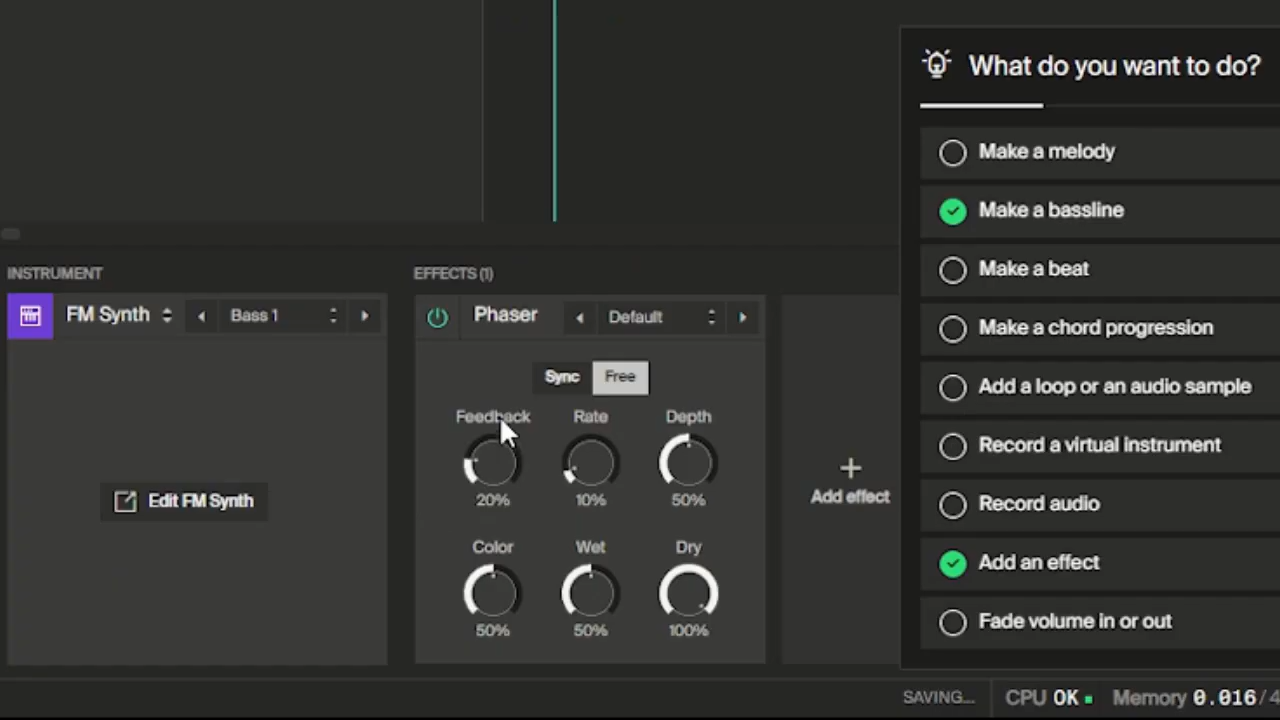 What do you want to do?
Make a melody
Make a bassline
Make a beat
Make a chord progression
Add a loop or an audio sample
Record a virtual instrument
Record audio
Add an effect
Fade volume in or out
INSTRUMENT
FM Synth
Bass 1
Edit FM Synth
EFFECTS (1)
Phaser
Default
Sync Free
Feedback Rate Depth
20% 10% 50%
Color Wet Dry
50% 50% 100%
Add effect
SAVING... CPU OK Memory 0.016/4